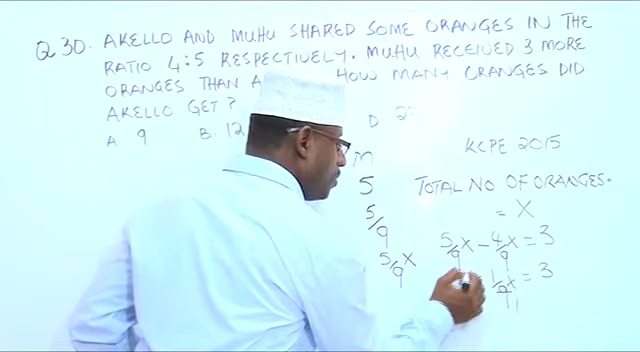 Q 30. AKELLO AND MUHU SHARED SOME ORANGES IN THE
RATIO 4:5 RESPECTIVELY. MUHU RECEIVED 3 MORE
ORANGES THAN A HOW MANY ORANGES DID
AKELLO GET?
A 9 B. 12 D
KCPE 2015
M
5
5/9
5/9 X
TOTAL NO OF ORANGES.
= X
5/9 X - 4/9 X = 3
1/9 X = 3